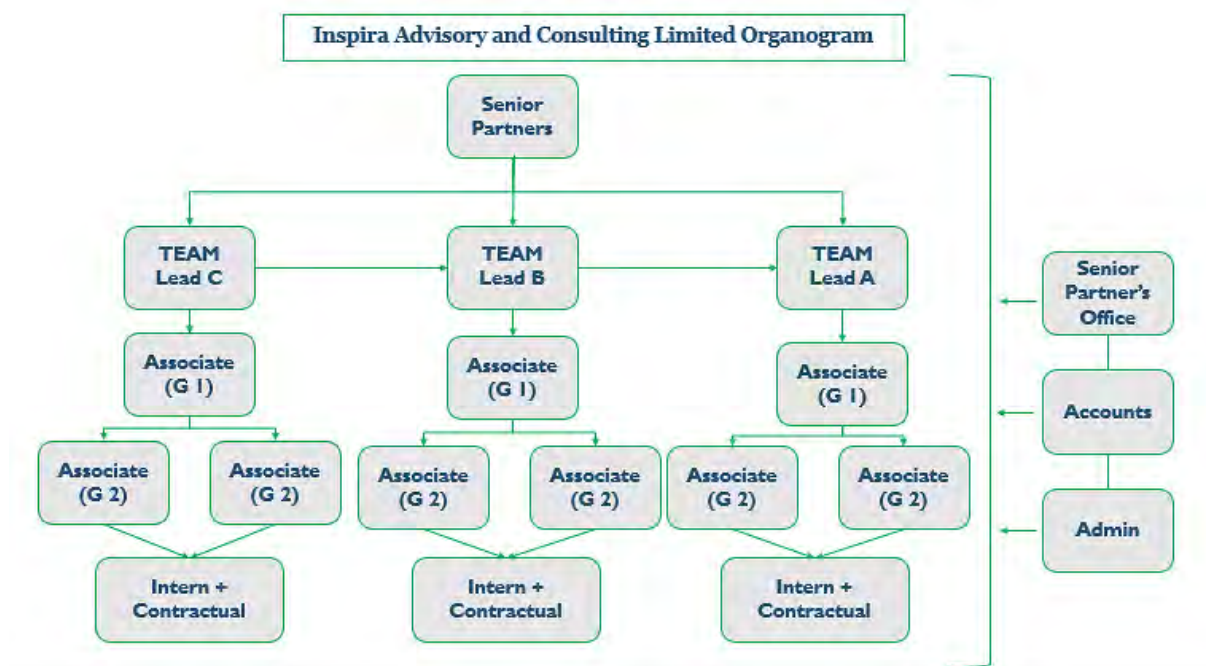 Inspira Advisory and Consulting Limited Organogram
Senior
Partners
TEAM
Lead C
TEAM
Lead B
TEAM
Lead A
Senior
Partner's
Office
Associate
(G 1)
Associate
(G 1)
Associate
(G 1)
Accounts
Associate
(G 2)
Associate
(G 2)
Associate
(G 2)
Associate
(G 2)
Associate
(G 2)
Associate
(G 2)
Admin
Intern +
Contractual
Intern +
Contractual
Intern +
Contractual